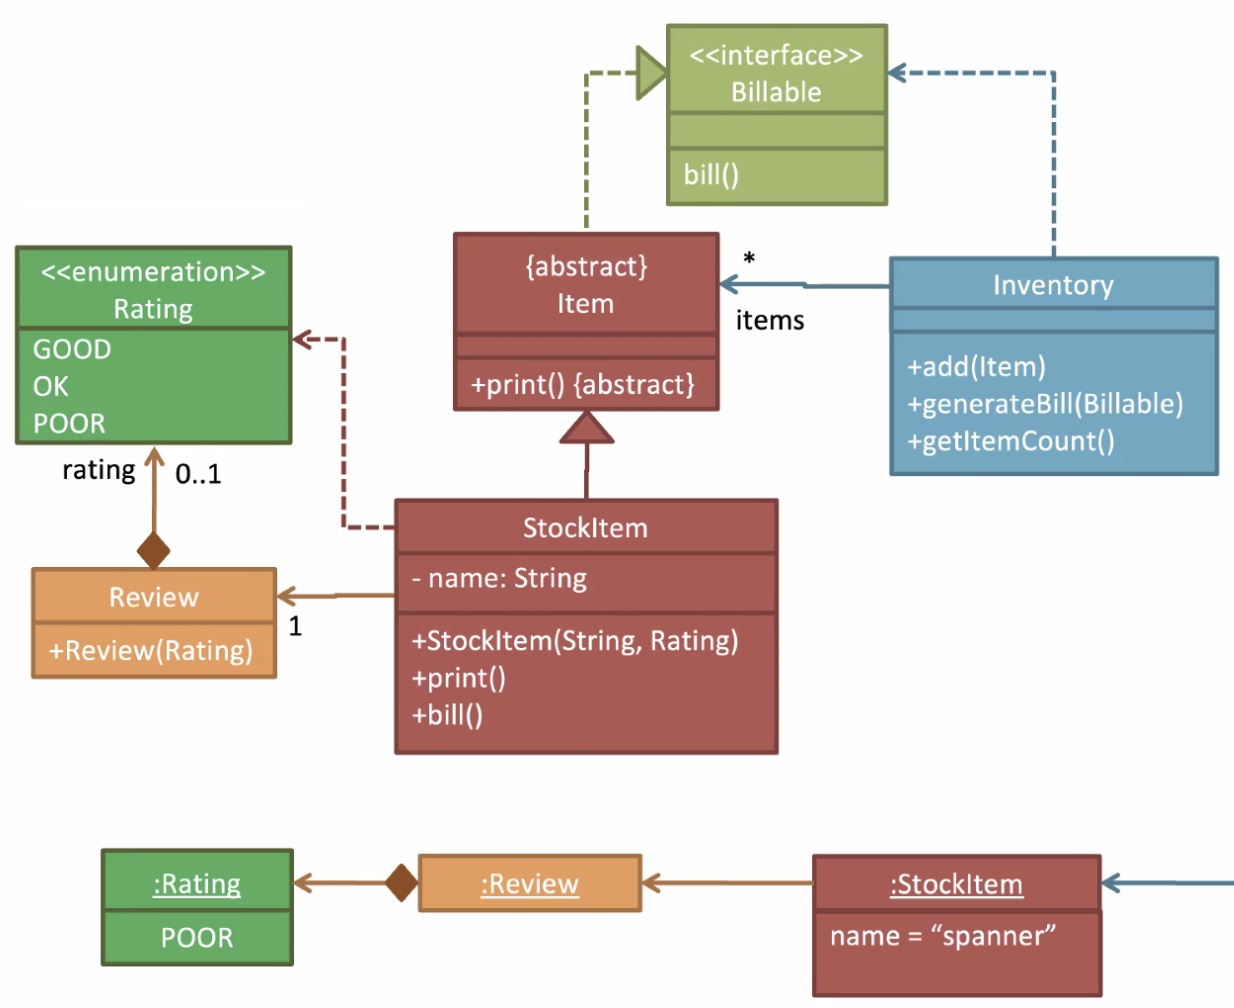 <<interface>>
Billable
bill()
{abstract}
Item
+print() {abstract}
*
items
Inventory
+add(Item)
+generateBill(Billable)
+getItemCount()
<<enumeration>>
Rating
GOOD
OK
POOR
rating
0..1
Review
+Review(Rating)
1
StockItem
- name: String
+StockItem(String, Rating)
+print()
+bill()
:Rating
POOR
:Review
:StockItem
name = “spanner”